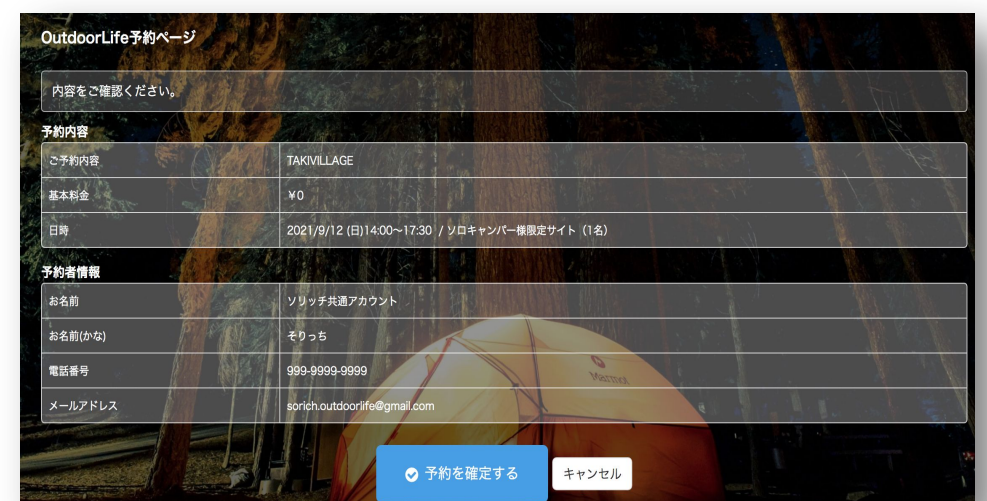 OutdoorLife予約ページ
内容をご確認ください。
予約内容
ご予約内容 TAKIVILLAGE
基本料金 ¥0
日時 2021/9/12 (日)14:00〜17:30 / ソロキャンパー様限定サイト（1名）
予約者情報
お名前 ソリッチ共通アカウント
お名前(かな) そりっち
電話番号 999-9999-9999
メールアドレス sorich.outdoorlife@gmail.com
Marmot
予約を確定する キャンセル